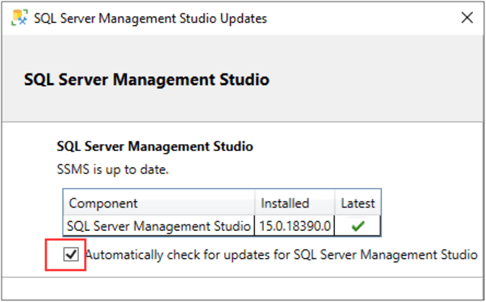 SQL Server Management Studio Updates
SQL Server Management Studio
SQL Server Management Studio
SSMS is up to date.
Component Installed Latest
SQL Server Management Studio 15.0.18390.0
Automatically check for updates for SQL Server Management Studio